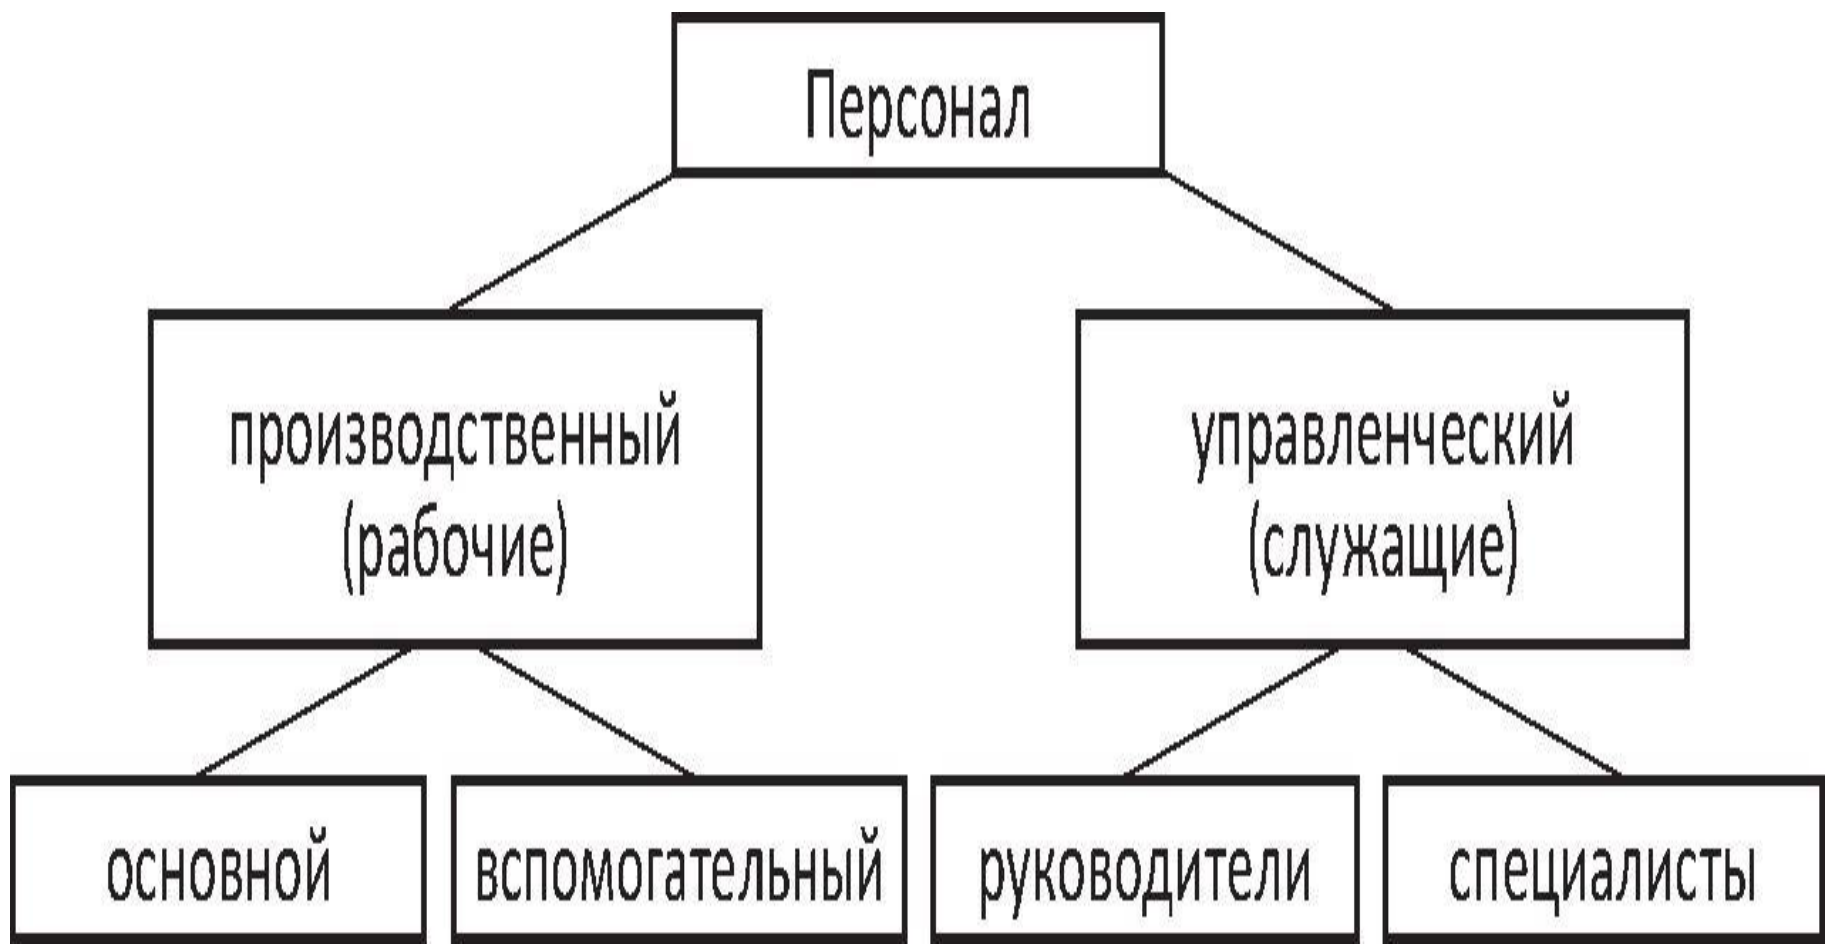 Персонал
производственный
(рабочие)
управленческий
(служащие)
основной
вспомогательный
руководители
специалисты